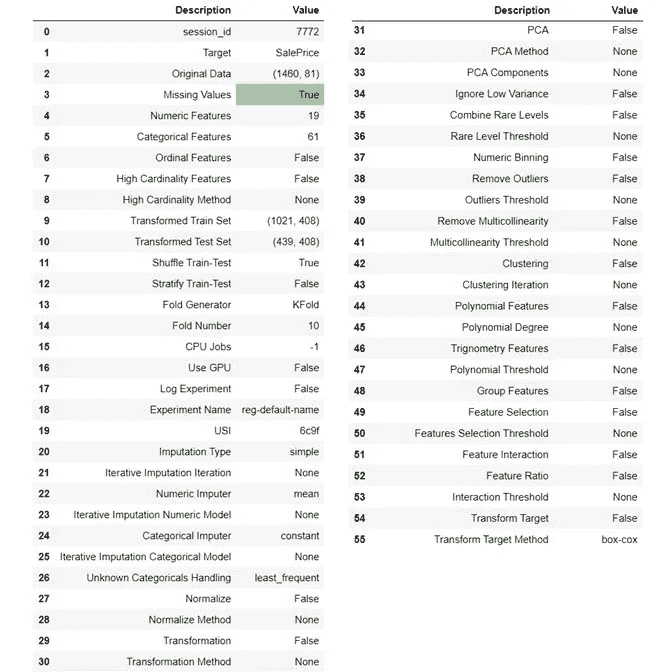 Description Value
0 session_id 7772
1 Target SalePrice
2 Original Data (1460, 81)
3 Missing Values True
4 Numeric Features 19
5 Categorical Features 61
6 Ordinal Features False
7 High Cardinality Features False
8 High Cardinality Method None
9 Transformed Train Set (1021, 408)
10 Transformed Test Set (439, 408)
11 Shuffle Train-Test True
12 Stratify Train-Test False
13 Fold Generator KFold
14 Fold Number 10
15 CPU Jobs -1
16 Use GPU False
17 Log Experiment False
18 Experiment Name reg-default-name
19 USI 6c9f
20 Imputation Type simple
21 Iterative Imputation Iteration None
22 Numeric Imputer mean
23 Iterative Imputation Numeric Model None
24 Categorical Imputer constant
25 Iterative Imputation Categorical Model None
26 Unknown Categoricals Handling least_frequent
27 Normalize False
28 Normalize Method None
29 Transformation False
30 Transformation Method None
Description Value
31 PCA False
32 PCA Method None
33 PCA Components None
34 Ignore Low Variance False
35 Combine Rare Levels False
36 Rare Level Threshold None
37 Numeric Binning False
38 Remove Outliers False
39 Outliers Threshold None
40 Remove Multicollinearity False
41 Multicollinearity Threshold None
42 Clustering False
43 Clustering Iteration None
44 Polynomial Features False
45 Polynomial Degree None
46 Trignometry Features False
47 Polynomial Threshold None
48 Group Features False
49 Feature Selection False
50 Features Selection Threshold None
51 Feature Interaction False
52 Feature Ratio False
53 Interaction Threshold None
54 Transform Target False
55 Transform Target Method box-cox